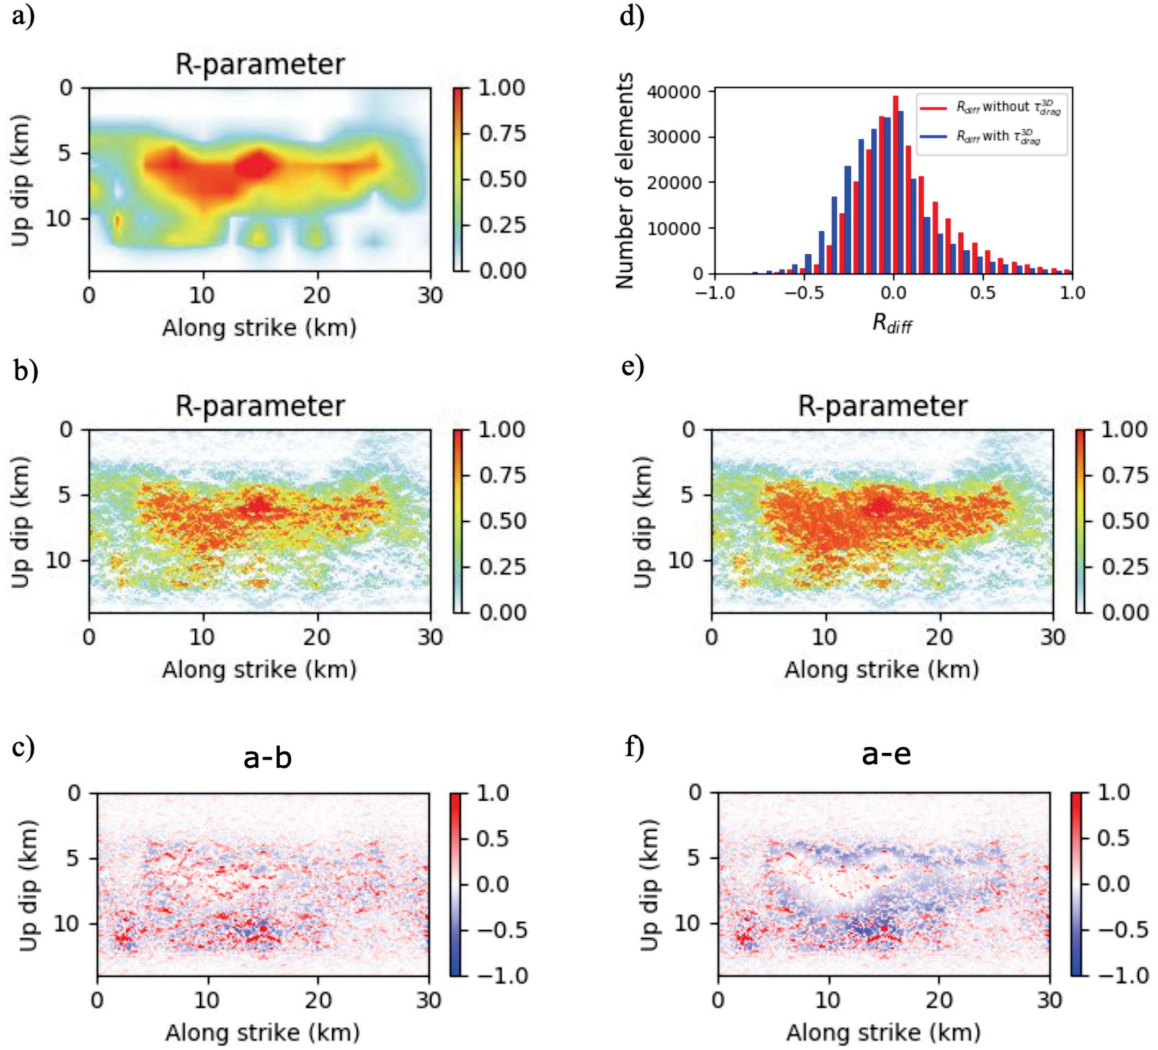 a)
R-parameter
0
5
10
Up dip (km)
0 10 20 30
Along strike (km)
1.00
0.75
0.50
0.25
0.00
d)
40000
30000
20000
10000
0
Number of elements
R_diff without τ_drag^3D
R_diff with τ_drag^3D
−1.0 −0.5 0.0 0.5 1.0
R_diff
b)
R-parameter
0
5
10
Up dip (km)
0 10 20 30
Along strike (km)
1.00
0.75
0.50
0.25
0.00
e)
R-parameter
0
5
10
Up dip (km)
0 10 20 30
Along strike (km)
1.00
0.75
0.50
0.25
0.00
c)
a-b
0
5
10
Up dip (km)
0 10 20 30
Along strike (km)
1.0
0.5
0.0
−0.5
−1.0
f)
a-e
0
5
10
Up dip (km)
0 10 20 30
Along strike (km)
1.0
0.5
0.0
−0.5
−1.0